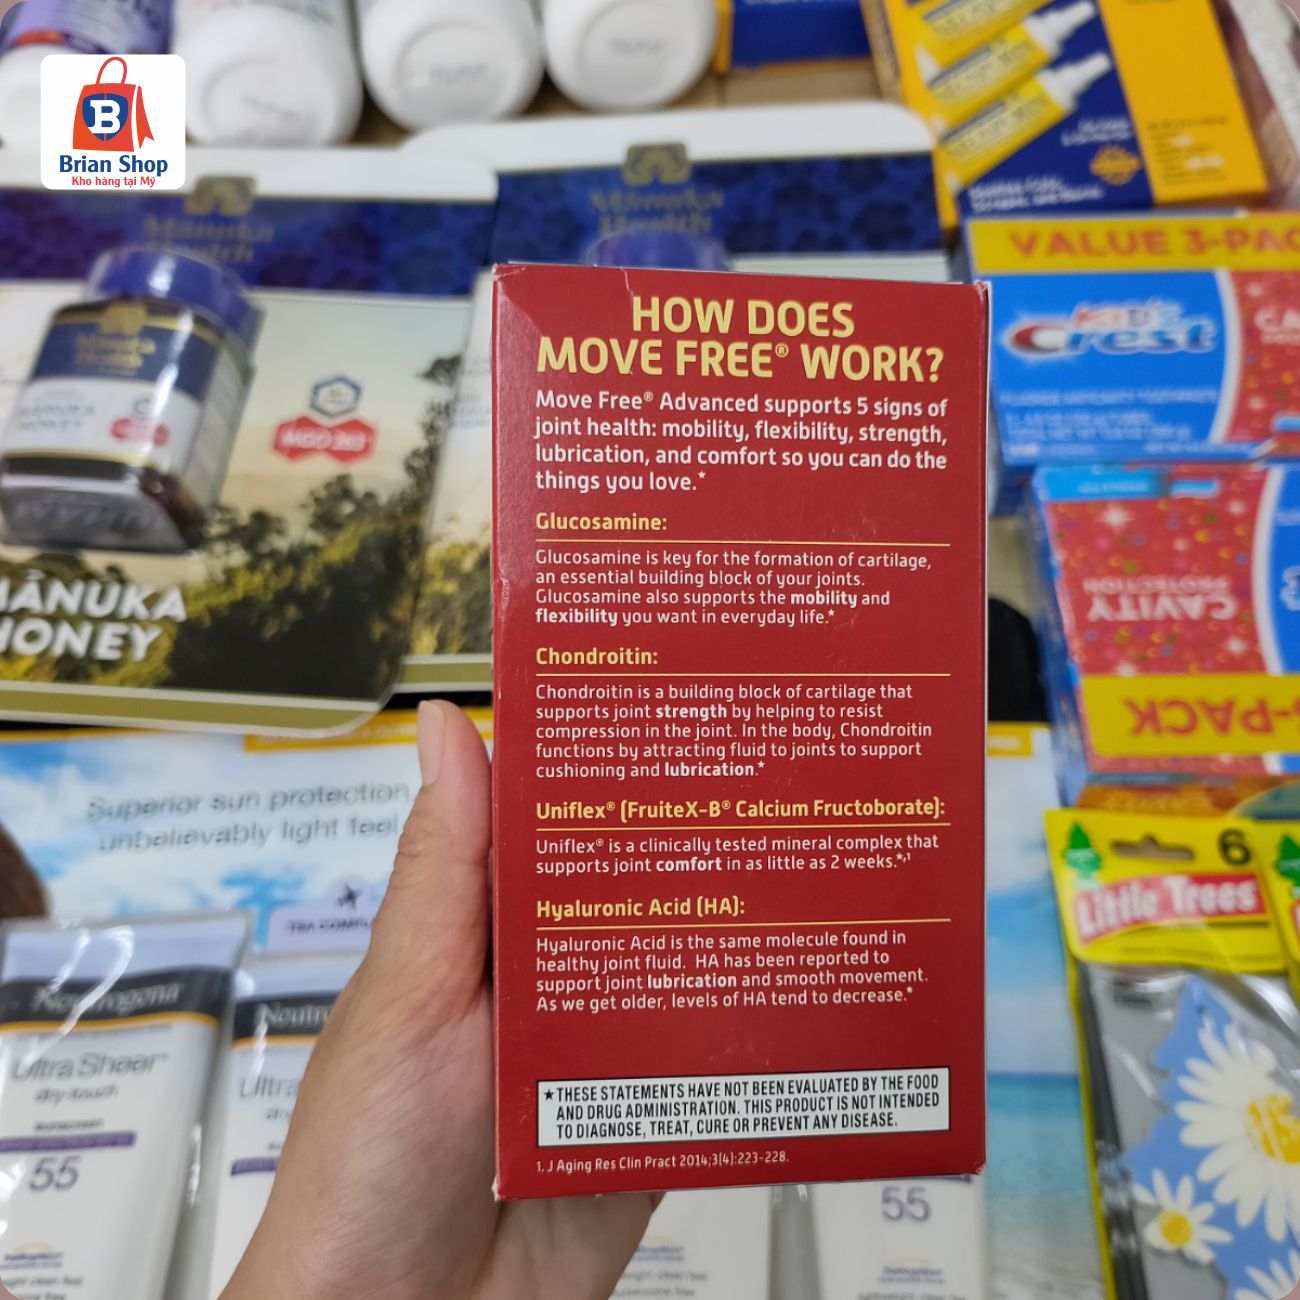 B
Brian Shop
Kho hàng tại Mỹ
HOW DOES
MOVE FREE® WORK?
Move Free® Advanced supports 5 signs of
joint health: mobility, flexibility, strength,
lubrication, and comfort so you can do the
things you love.*
Glucosamine:
Glucosamine is key for the formation of cartilage,
an essential building block of your joints.
Glucosamine also supports the mobility and
flexibility you want in everyday life.*
Chondroitin:
Chondroitin is a building block of cartilage that
supports joint strength by helping to resist
compression in the joint. In the body, Chondroitin
functions by attracting fluid to joints to support
cushioning and lubrication.*
Uniflex® (FruiteX-B® Calcium Fructoborate):
Uniflex® is a clinically tested mineral complex that
supports joint comfort in as little as 2 weeks.*,1
Hyaluronic Acid (HA):
Hyaluronic Acid is the same molecule found in
healthy joint fluid. HA has been reported to
support joint lubrication and smooth movement.
As we get older, levels of HA tend to decrease.*
★THESE STATEMENTS HAVE NOT BEEN EVALUATED BY THE FOOD
AND DRUG ADMINISTRATION. THIS PRODUCT IS NOT INTENDED
TO DIAGNOSE, TREAT, CURE OR PREVENT ANY DISEASE.
1. J Aging Res Clin Pract 2014;3(4):223-228.
Manuka
Health
MĀNUKA
HONEY
Superior sun protection
unbelievably light feel
Neutrogena
Ultra Sheer
dry-touch
sunscreen
55
55
VALUE 3-PAC
Kid's
Crest
CAVITY
PROTECTION
-PACK
6
Little Trees